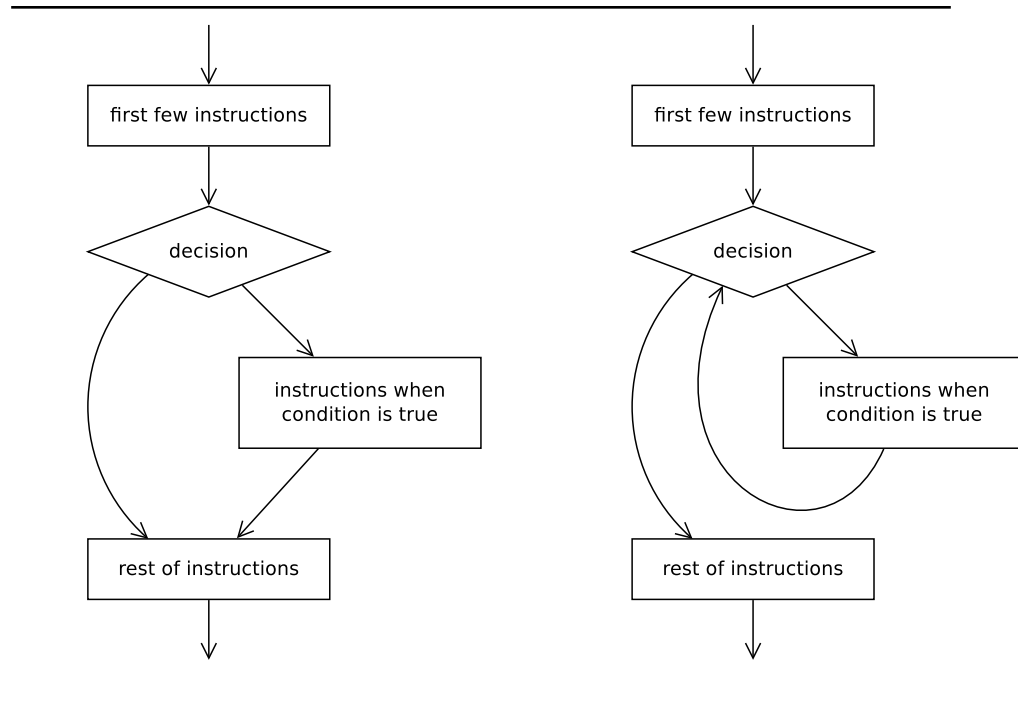 first few instructions
decision
instructions when
condition is true
rest of instructions
first few instructions
decision
instructions when
condition is true
rest of instructions